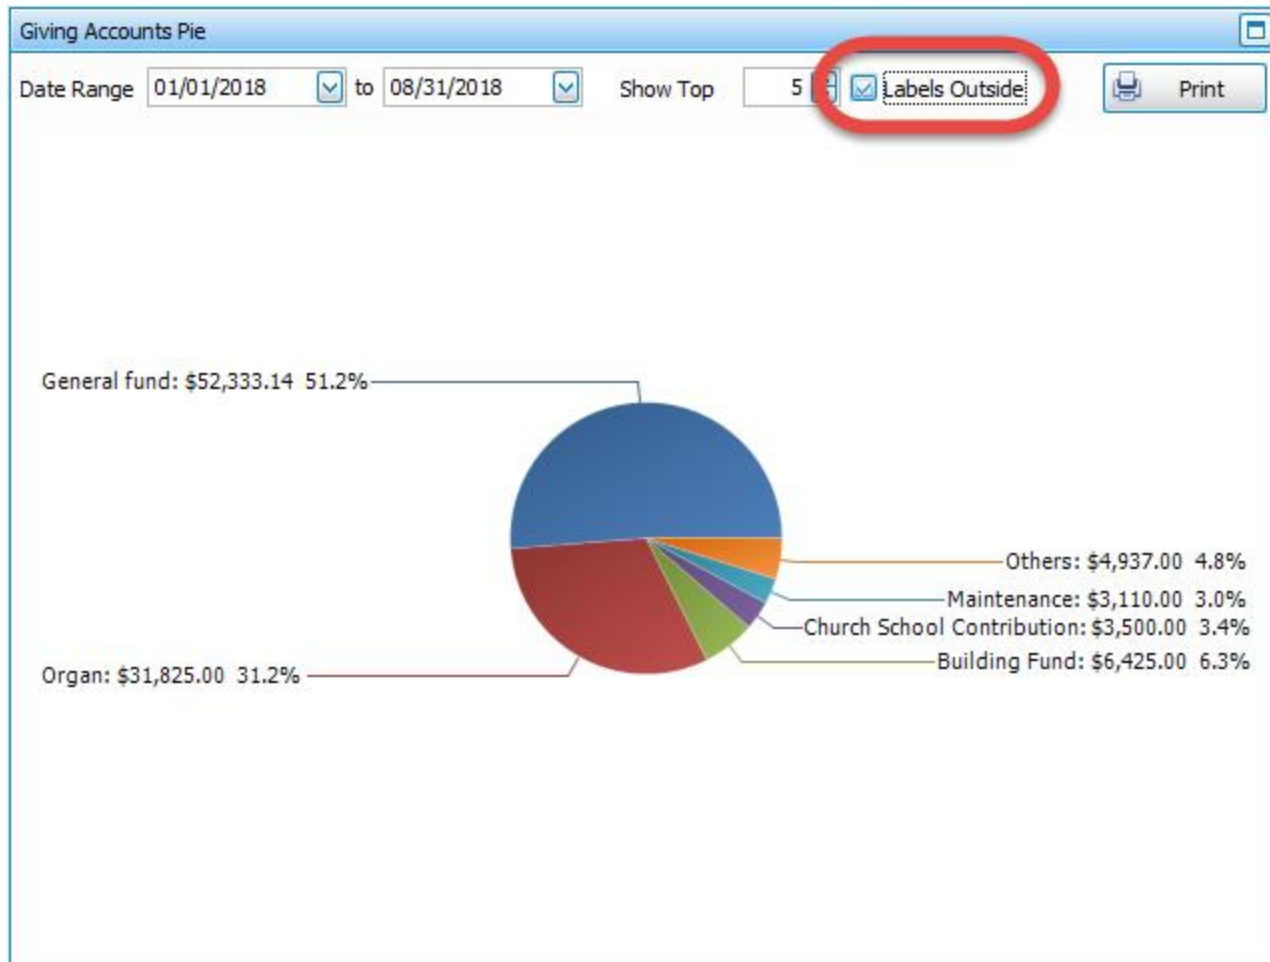 Giving Accounts Pie
Date Range 01/01/2018 to 08/31/2018 Show Top 5 Labels Outside Print
General fund: $52,333.14 51.2%
Others: $4,937.00 4.8%
Maintenance: $3,110.00 3.0%
Church School Contribution: $3,500.00 3.4%
Building Fund: $6,425.00 6.3%
Organ: $31,825.00 31.2%